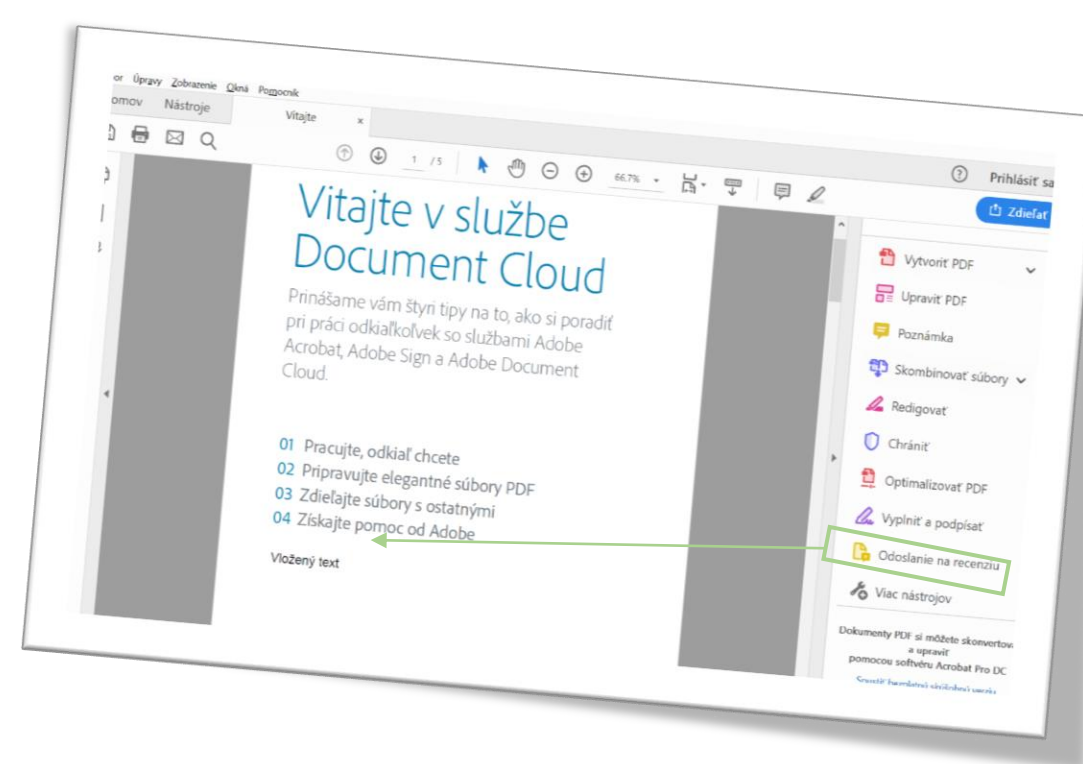 or Úpravy Zobrazenie Okná Pomocník
omov Nástroje Vitajte x
1 / 5 66.7% Prihlásiť sa
Zdieľať
Vitajte v službe
Document Cloud
Prinášame vám štyri tipy na to, ako si poradiť
pri práci odkiaľkoľvek so službami Adobe
Acrobat, Adobe Sign a Adobe Document
Cloud.
01 Pracujte, odkiaľ chcete
02 Pripravujte elegantné súbory PDF
03 Zdieľajte súbory s ostatnými
04 Získajte pomoc od Adobe
Vložený text
Vytvoriť PDF
Upraviť PDF
Poznámka
Skombinovať súbory
Redigovať
Chrániť
Optimalizovať PDF
Vyplniť a podpísať
Odoslanie na recenziu
Viac nástrojov
Dokumenty PDF si môžete skonvertov
a upraviť
pomocou softvéru Acrobat Pro DC